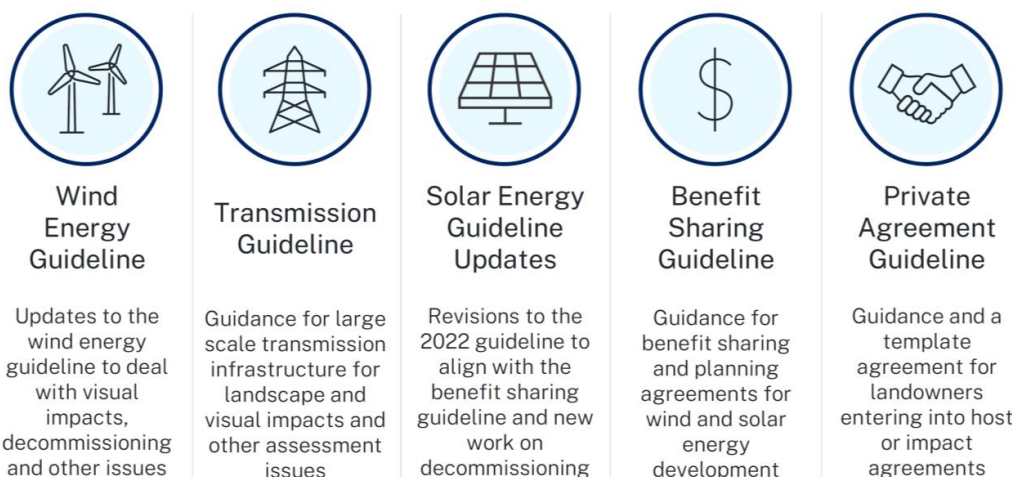 Wind
Energy
Guideline
Updates to the
wind energy
guideline to deal
with visual
impacts,
decommissioning
and other issues
Transmission
Guideline
Guidance for large
scale transmission
infrastructure for
landscape and
visual impacts and
other assessment
issues
Solar Energy
Guideline
Updates
Revisions to the
2022 guideline to
align with the
benefit sharing
guideline and new
work on
decommissioning
Benefit
Sharing
Guideline
Guidance for
benefit sharing
and planning
agreements for
wind and solar
energy
development
Private
Agreement
Guideline
Guidance and a
template
agreement for
landowners
entering into host
or impact
agreements